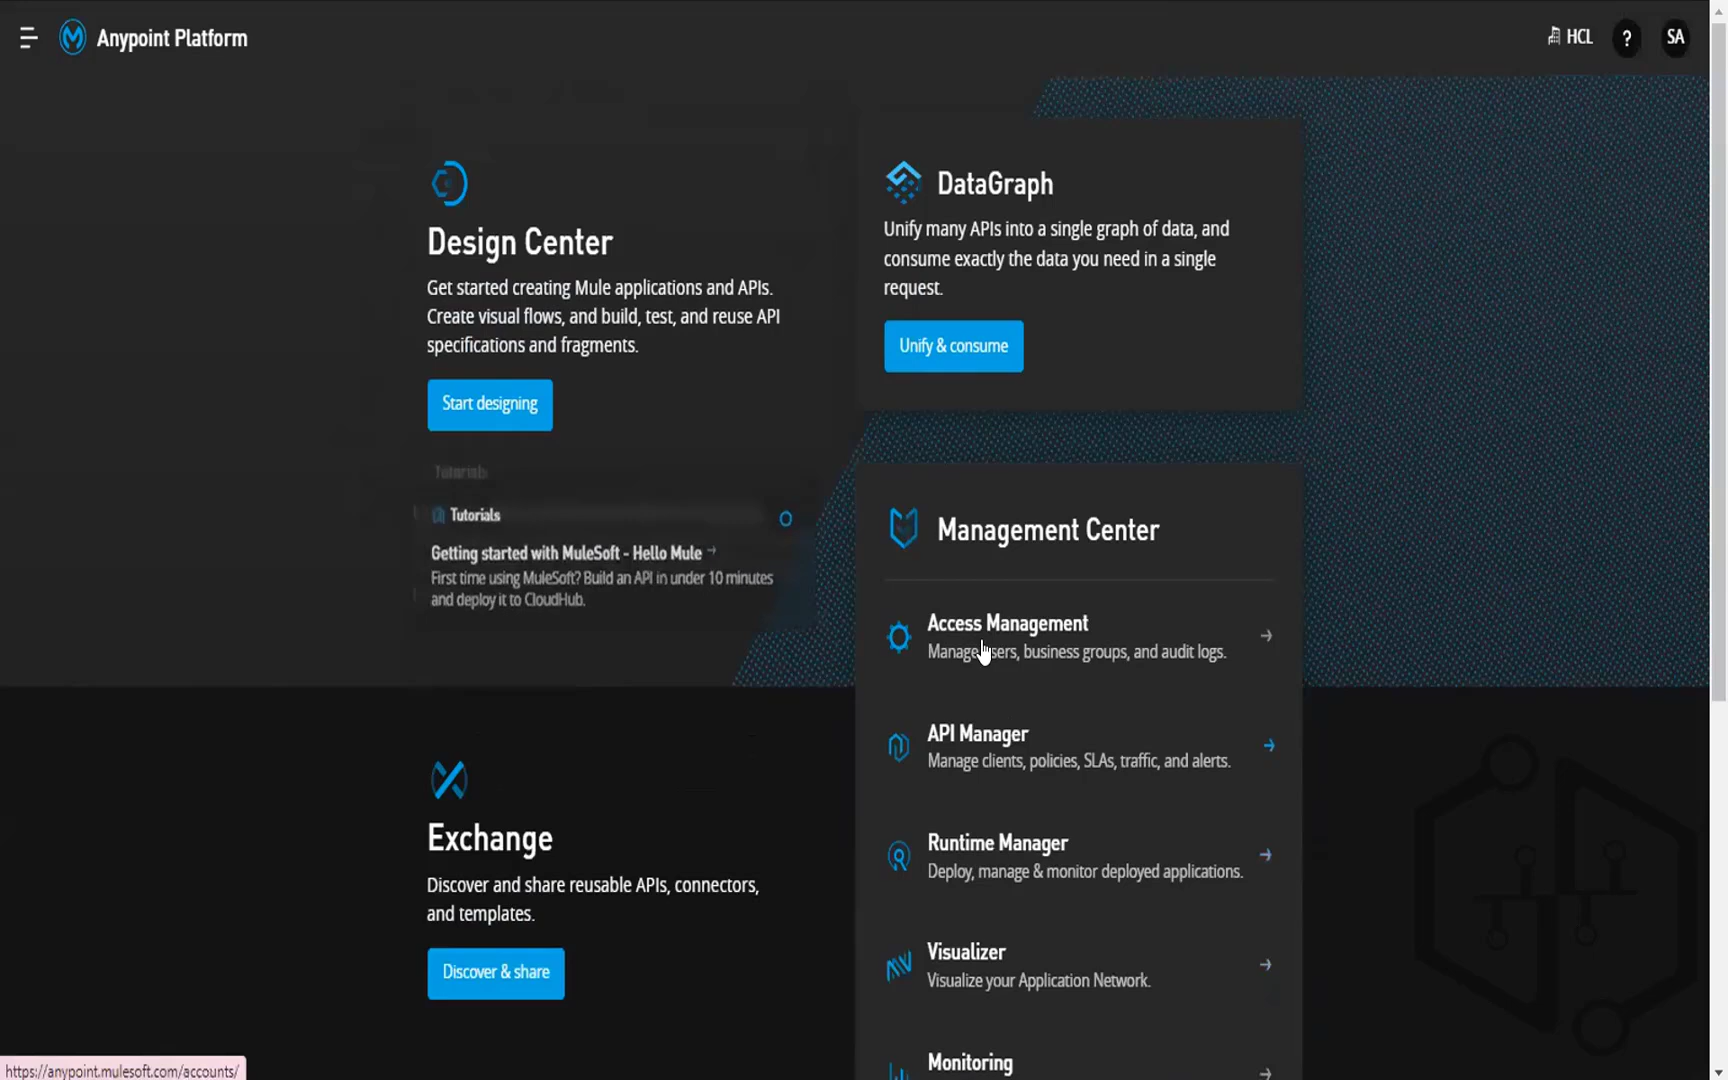 Anypoint Platform
HCL
?
SA
Design Center
Get started creating Mule applications and APIs.
Create visual flows, and build, test, and reuse API
specifications and fragments.
Start designing
Tutorials
Tutorials
Getting started with MuleSoft - Hello Mule →
First time using MuleSoft? Build an API in under 10 minutes
and deploy it to CloudHub.
DataGraph
Unify many APIs into a single graph of data, and
consume exactly the data you need in a single
request.
Unify & consume
Management Center
Access Management
Manage users, business groups, and audit logs.
API Manager
Manage clients, policies, SLAs, traffic, and alerts.
Runtime Manager
Deploy, manage & monitor deployed applications.
Visualizer
Visualize your Application Network.
Monitoring
Exchange
Discover and share reusable APIs, connectors,
and templates.
Discover & share
https://anypoint.mulesoft.com/accounts/